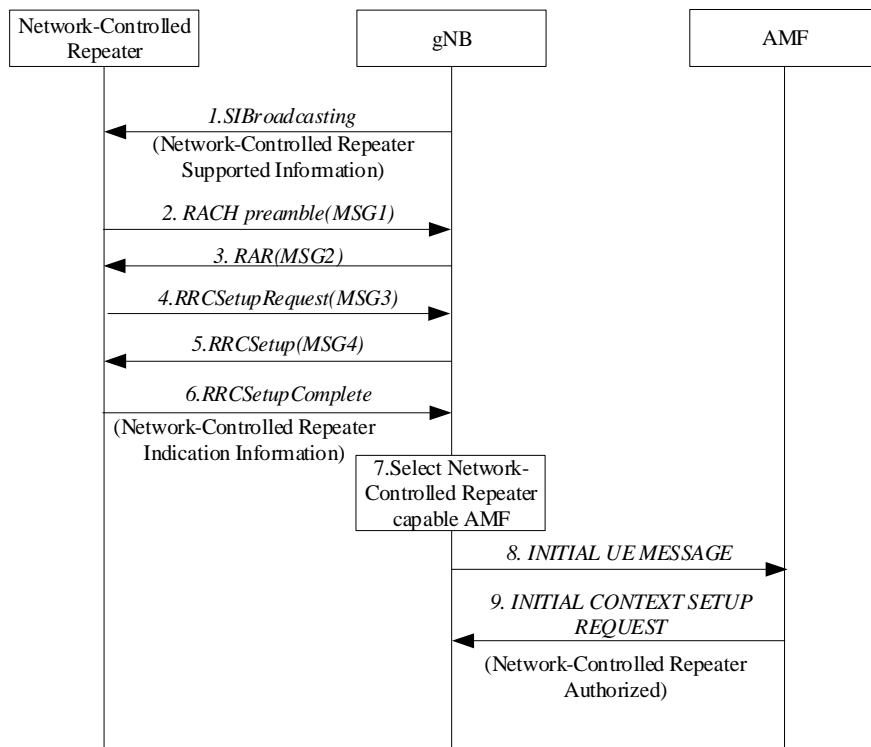 Network-Controlled
Repeater
gNB
AMF
1.SIBroadcasting
(Network-Controlled Repeater
Supported Information)
2. RACH preamble(MSG1)
3. RAR(MSG2)
4.RRCSetupRequest(MSG3)
5.RRCSetup(MSG4)
6.RRCSetupComplete
(Network-Controlled Repeater
Indication Information)
7.Select Network-
Controlled Repeater
capable AMF
8. INITIAL UE MESSAGE
9. INITIAL CONTEXT SETUP
REQUEST
(Network-Controlled Repeater
Authorized)